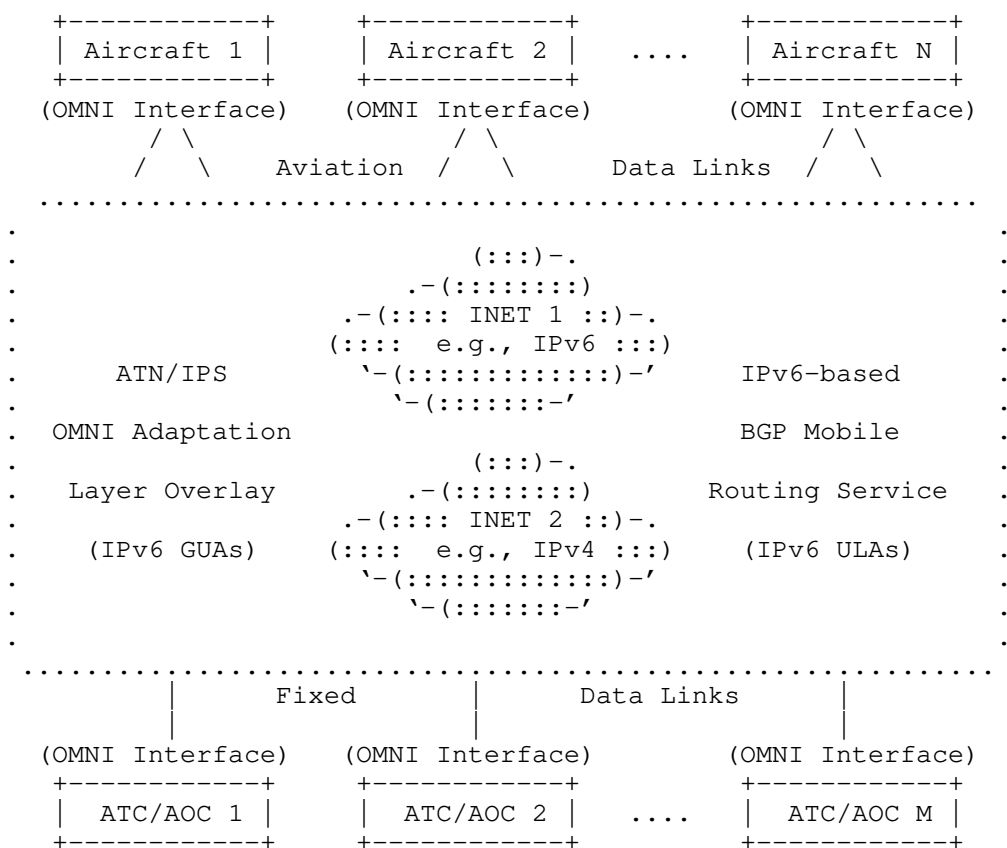 +------------+ +------------+ +------------+
| Aircraft 1 | | Aircraft 2 | .... | Aircraft N |
+------------+ +------------+ +------------+
(OMNI Interface) (OMNI Interface) (OMNI Interface)
/ \ / \ / \
/ \ Aviation / \ Data Links / \
...........................................................
. .
. (:::)-. .
. .-(::::::::) .
. .-(:::: INET 1 ::)-. .
. (:::: e.g., IPv6 :::) .
. ATN/IPS `-(:::::::::::::)-' IPv6-based .
. `-(:::::::-' .
. OMNI Adaptation BGP Mobile .
. (:::)-. .
. Layer Overlay .-(::::::::) Routing Service .
. .-(:::: INET 2 ::)-. .
. (IPv6 GUAs) (:::: e.g., IPv4 :::) (IPv6 ULAs) .
. `-(:::::::::::::)-' .
. `-(:::::::-' .
. .
.............................................................
| Fixed | Data Links |
| | |
(OMNI Interface) (OMNI Interface) (OMNI Interface)
+------------+ +------------+ +------------+
| ATC/AOC 1 | | ATC/AOC 2 | .... | ATC/AOC M |
+------------+ +------------+ +------------+